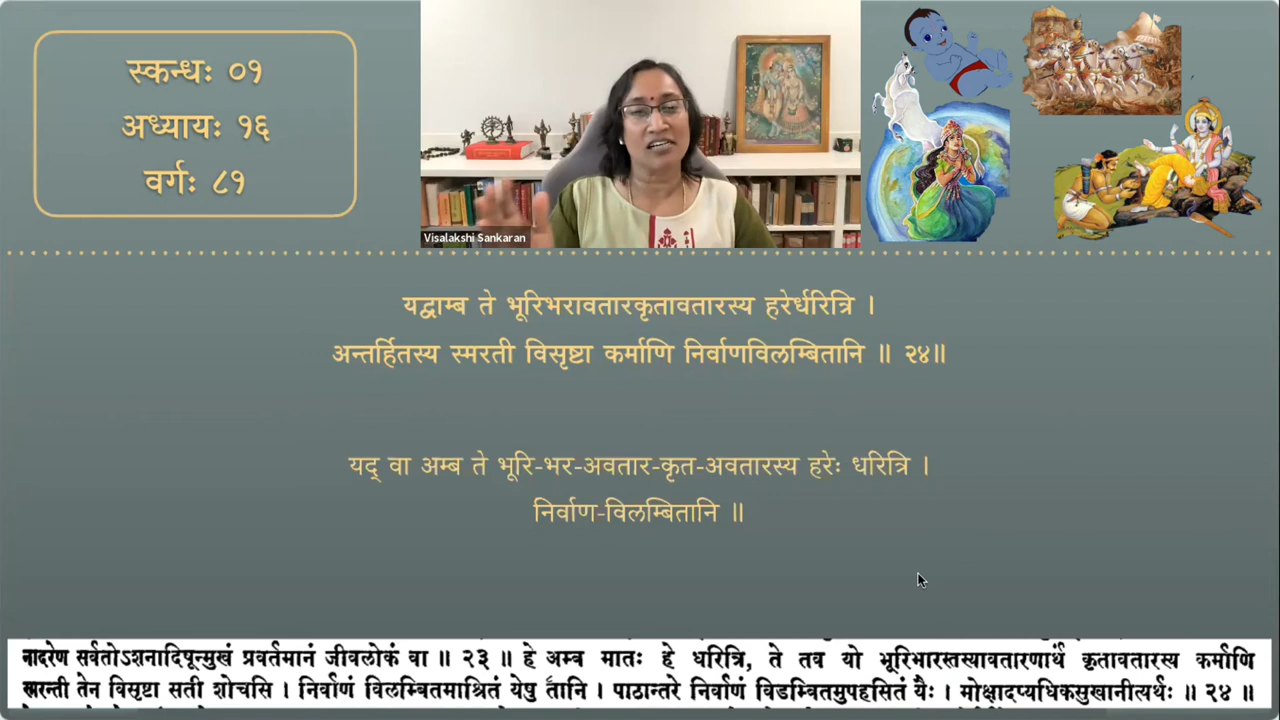 स्कन्धः ०१
अध्यायः १६
वर्गः ८१
Visalakshi Sankaran
यद्वाम्ब ते भूरिभरावतारकृतावतारस्य हरेर्धरित्रि ।
अन्तर्हितस्य स्मरती विसृष्टा कर्माणि निर्वाणविलम्बितानि ॥ २४॥
यद् वा अम्ब ते भूरि-भर-अवतार-कृत-अवतारस्य हरेः धरित्रि ।
निर्वाण-विलम्बितानि ॥
नादरेण सर्वतोऽशनादिपून्मुखं प्रवर्तमानं जीवलोकं वा ॥ २३ ॥ हे अम्ब मातः हे धरित्रि, ते तव यो भूरिभारस्तस्यावतारणार्थं कृतावतारस्य कर्माणि
स्मरन्ती तेन विसृष्टा सती शोचसि । निर्वाणं विलम्बितमाश्रितं येपु तानि । पाठान्तरे निर्वाणं विडम्बितमुपहसितं यैः । मोक्षादप्यधिकसुखानीत्यर्थः ॥ २४ ॥